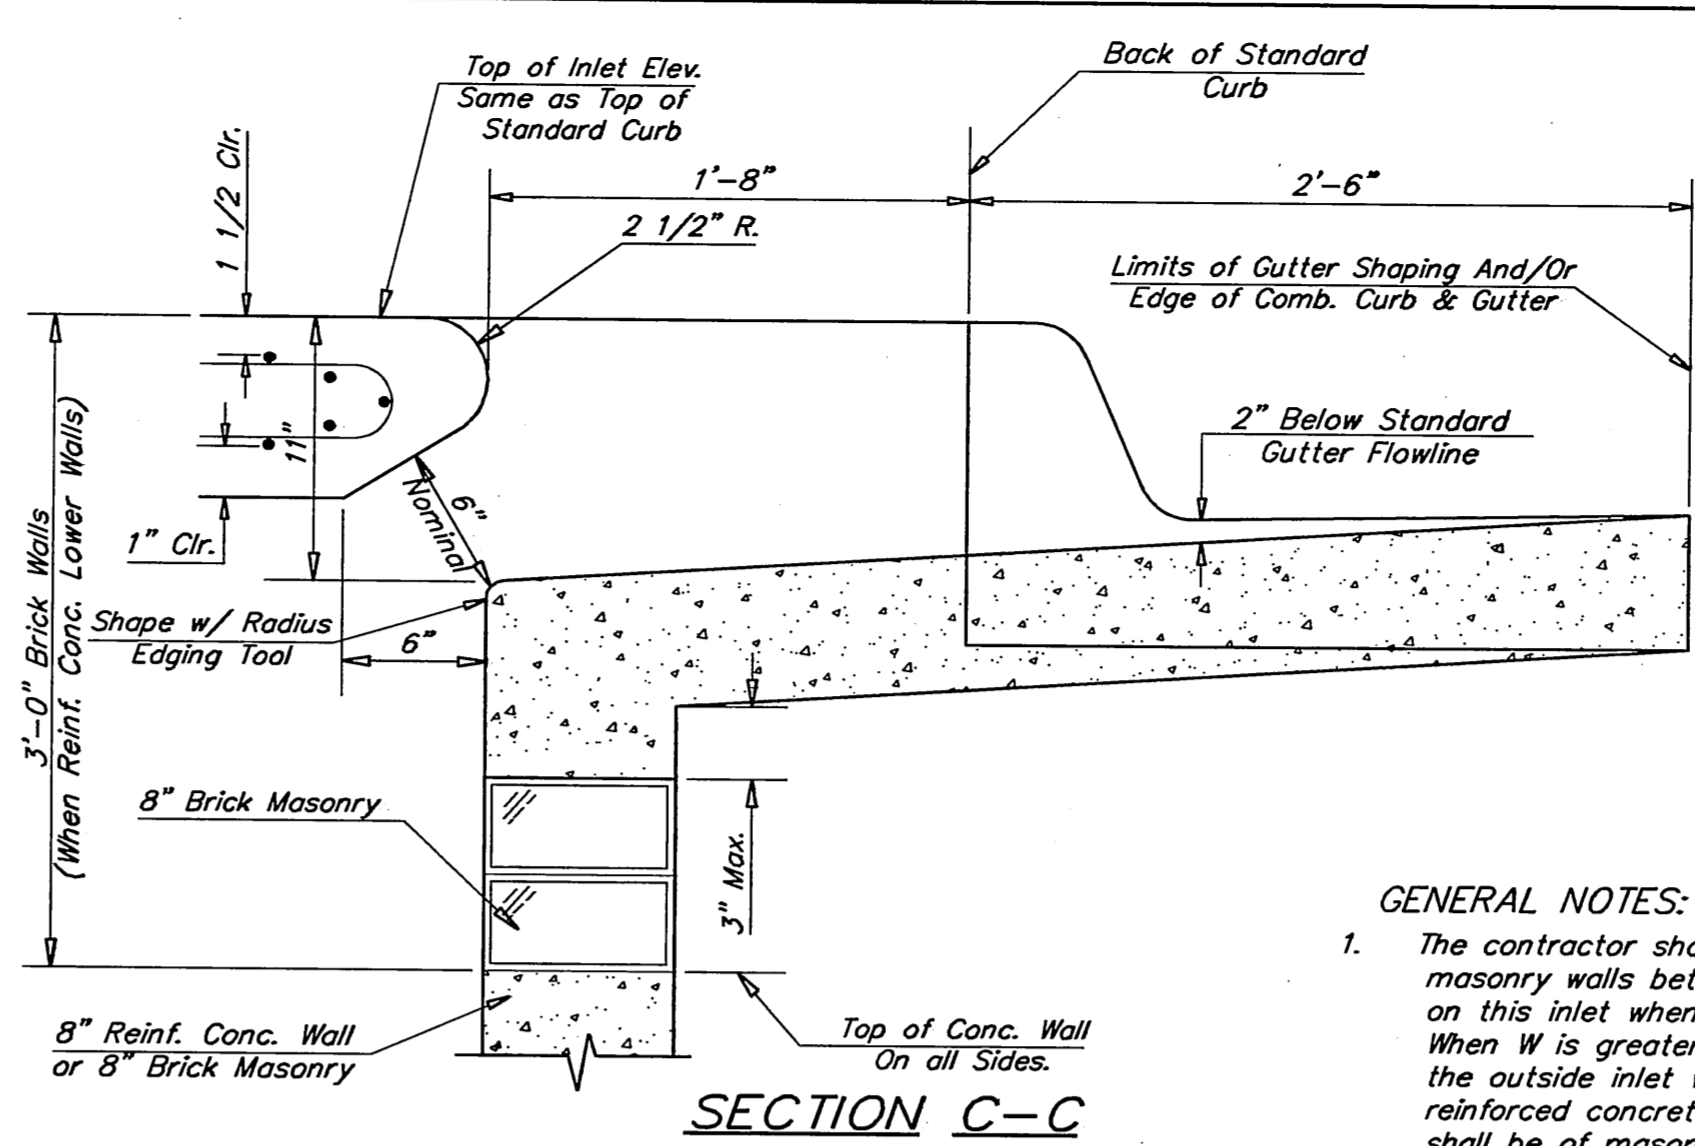 Top of Inlet Elev.
Same as Top of
Standard Curb
Back of Standard
Curb
1 1/2 Clr.
1'-8"
2'-6"
2 1/2" R.
Limits of Gutter Shaping And/Or
Edge of Comb. Curb & Gutter
11"
2" Below Standard
Gutter Flowline
6"
Nominal
1" Clr.
3'-0" Brick Walls
(When Reinf. Conc. Lower Walls)
Shape w/ Radius
Edging Tool
6"
8" Brick Masonry
3" Max.
8" Reinf. Conc. Wall
or 8" Brick Masonry
Top of Conc. Wall
On all Sides.
SECTION C-C
GENERAL NOTES:
1. The contractor
masonry walls
on this inlet when
When W is greater
the outside inlet
reinforced
shall be of